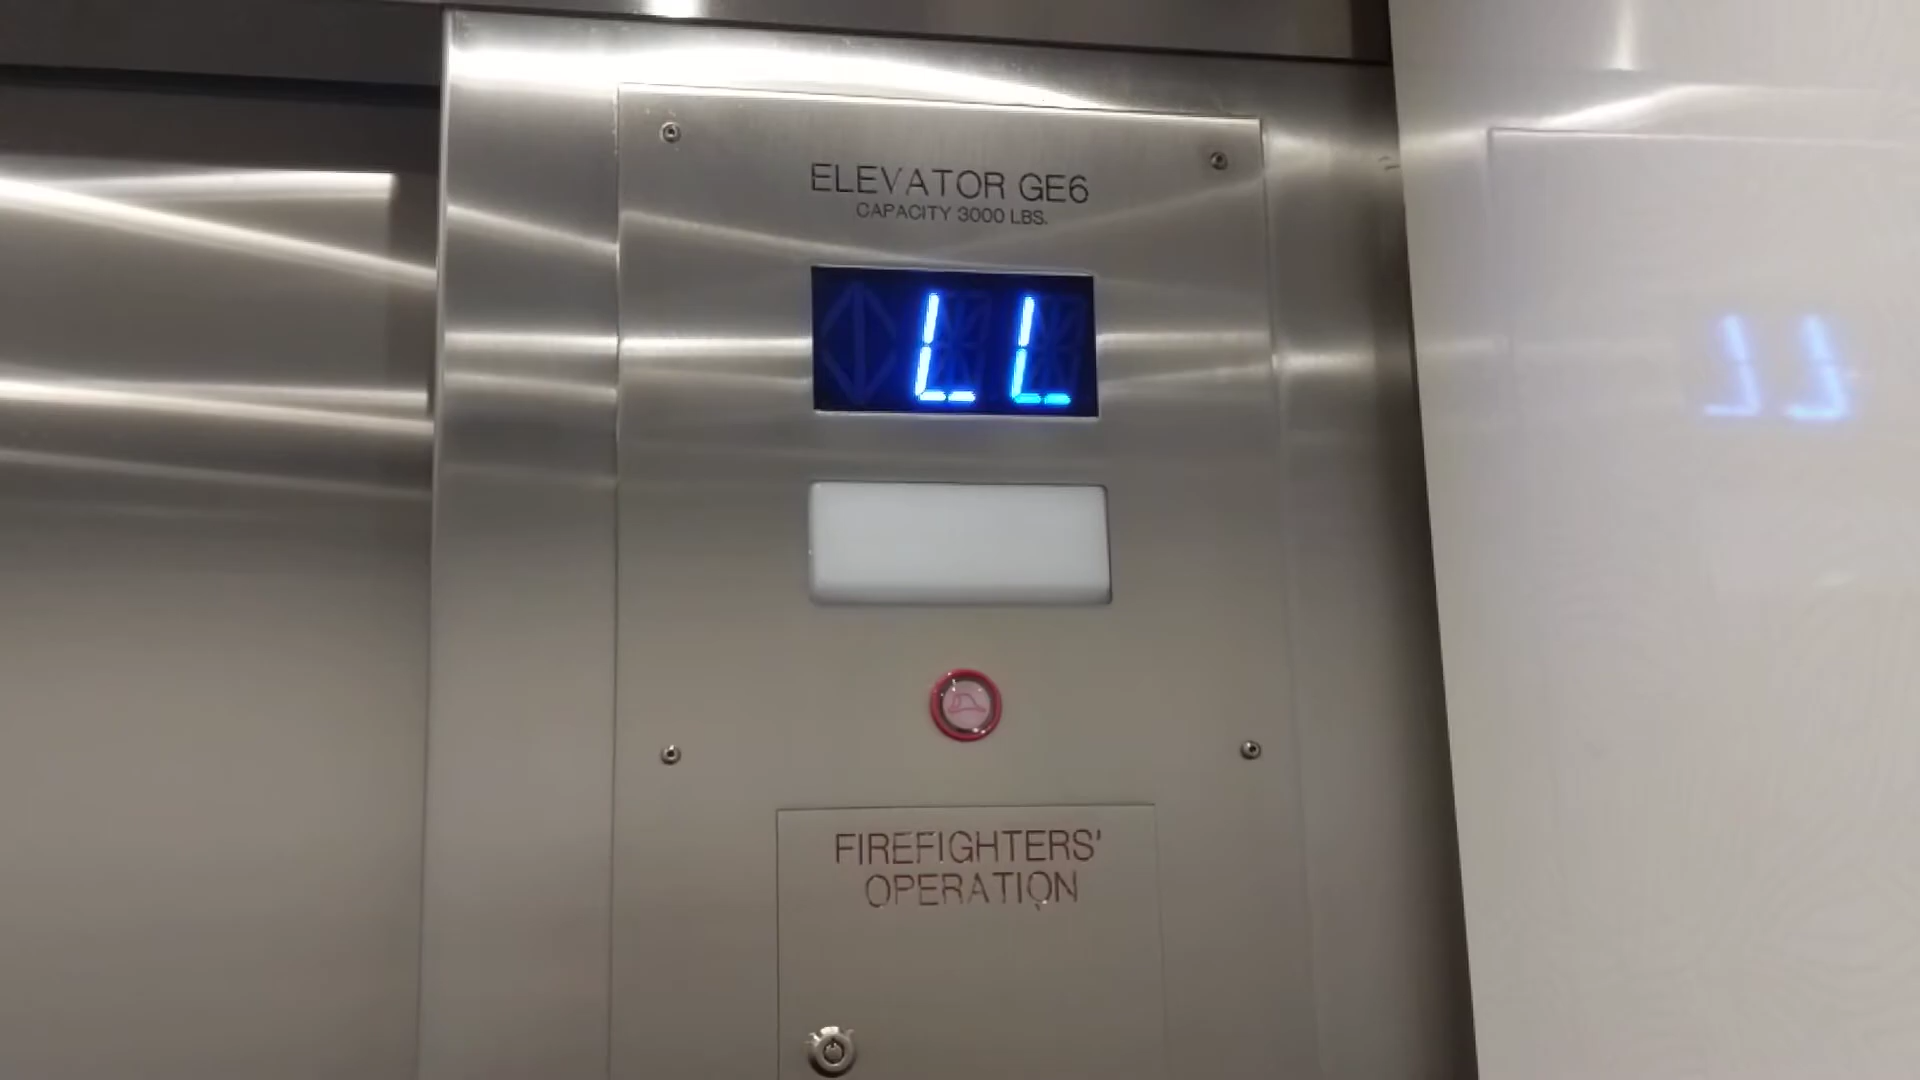 ELEVATOR GE6
CAPACITY 3000 LBS.
LL
FIREFIGHTERS'
OPERATION